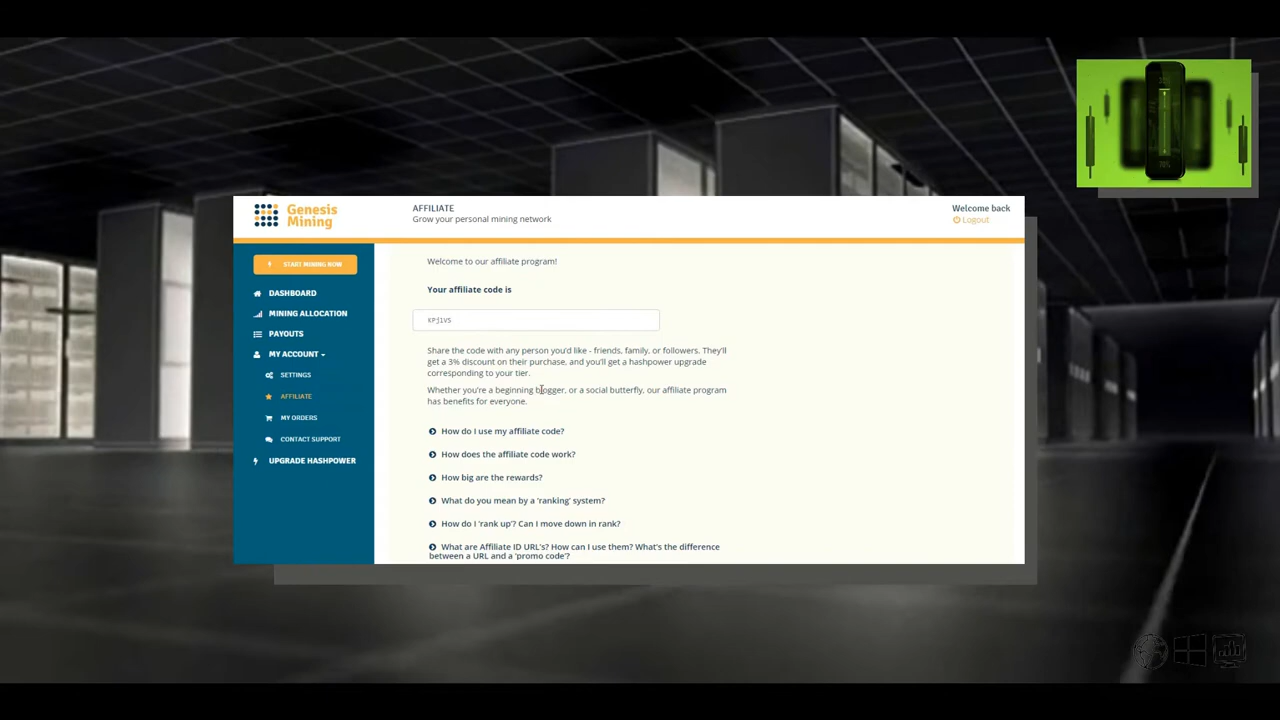 Genesis
Mining
AFFILIATE
Grow your personal mining network
Welcome back
Logout
START MINING NOW
DASHBOARD
MINING ALLOCATION
PAYOUTS
MY ACCOUNT
SETTINGS
AFFILIATE
MY ORDERS
CONTACT SUPPORT
UPGRADE HASHPOWER
Welcome to our affiliate program!
Your affiliate code is
Share the code with any person you'd like - friends, family, or followers. They'll
get a 3% discount on their purchase, and you'll get a hashpower upgrade
corresponding to your tier.
Whether you're a beginning blogger, or a social butterfly, our affiliate program
has benefits for everyone.
How do I use my affiliate code?
How does the affiliate code work?
How big are the rewards?
What do you mean by a 'ranking' system?
How do I 'rank up'? Can I move down in rank?
What are Affiliate ID URL's? How can I use them? What's the difference
between a URL and a 'promo code'?